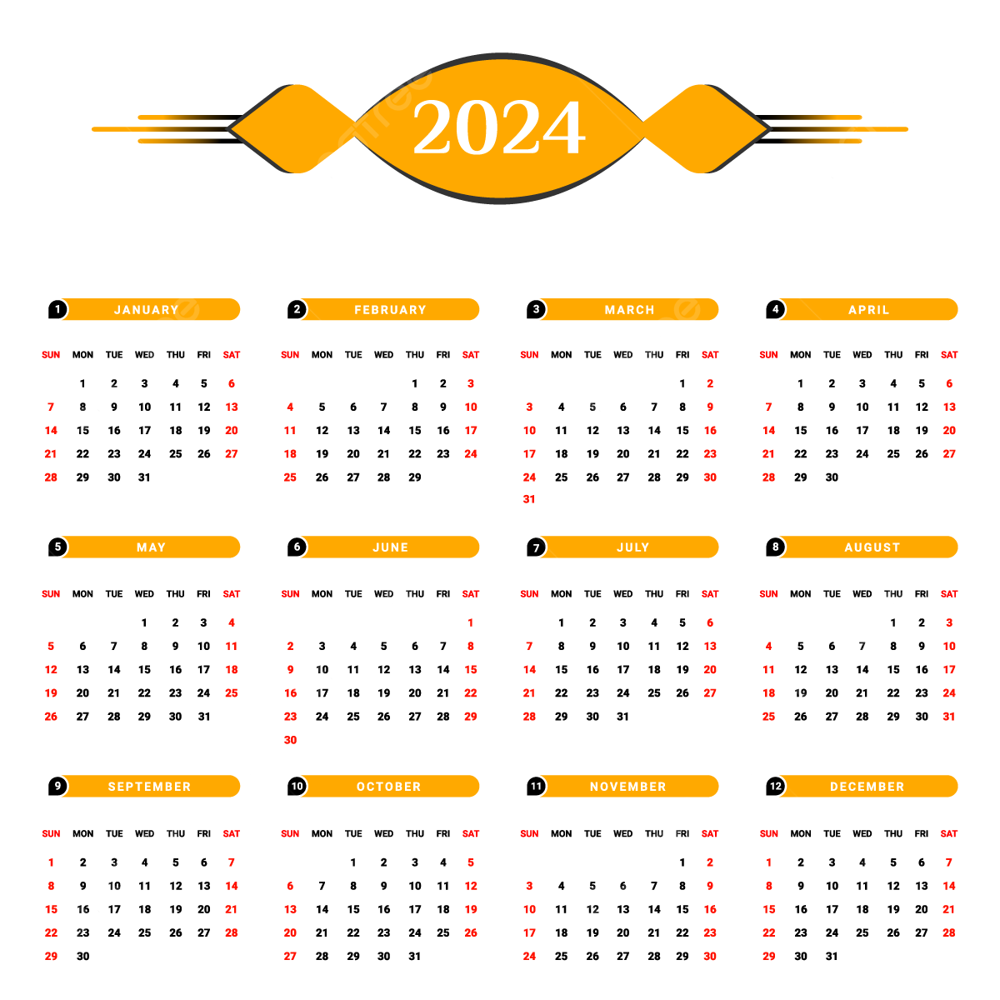 2024
1 JANUARY
SUN MON TUE WED THU FRI SAT
1 2 3 4 5 6
7 8 9 10 11 12 13
14 15 16 17 18 19 20
21 22 23 24 25 26 27
28 29 30 31
2 FEBRUARY
SUN MON TUE WED THU FRI SAT
1 2 3
4 5 6 7 8 9 10
11 12 13 14 15 16 17
18 19 20 21 22 23 24
25 26 27 28 29
3 MARCH
SUN MON TUE WED THU FRI SAT
1 2
3 4 5 6 7 8 9
10 11 12 13 14 15 16
17 18 19 20 21 22 23
24 25 26 27 28 29 30
31
4 APRIL
SUN MON TUE WED THU FRI SAT
1 2 3 4 5 6
7 8 9 10 11 12 13
14 15 16 17 18 19 20
21 22 23 24 25 26 27
28 29 30
5 MAY
SUN MON TUE WED THU FRI SAT
1 2 3 4
5 6 7 8 9 10 11
12 13 14 15 16 17 18
19 20 21 22 23 24 25
26 27 28 29 30 31
6 JUNE
SUN MON TUE WED THU FRI SAT
1
2 3 4 5 6 7 8
9 10 11 12 13 14 15
16 17 18 19 20 21 22
23 24 25 26 27 28 29
30
7 JULY
SUN MON TUE WED THU FRI SAT
1 2 3 4 5 6
7 8 9 10 11 12 13
14 15 16 17 18 19 20
21 22 23 24 25 26 27
28 29 30 31
8 AUGUST
SUN MON TUE WED THU FRI SAT
1 2 3
4 5 6 7 8 9 10
11 12 13 14 15 16 17
18 19 20 21 22 23 24
25 26 27 28 29 30 31
9 SEPTEMBER
SUN MON TUE WED THU FRI SAT
1 2 3 4 5 6 7
8 9 10 11 12 13 14
15 16 17 18 19 20 21
22 23 24 25 26 27 28
29 30
10 OCTOBER
SUN MON TUE WED THU FRI SAT
1 2 3 4 5
6 7 8 9 10 11 12
13 14 15 16 17 18 19
20 21 22 23 24 25 26
27 28 29 30 31
11 NOVEMBER
SUN MON TUE WED THU FRI SAT
1 2
3 4 5 6 7 8 9
10 11 12 13 14 15 16
17 18 19 20 21 22 23
24 25 26 27 28 29 30
12 DECEMBER
SUN MON TUE WED THU FRI SAT
1 2 3 4 5 6 7
8 9 10 11 12 13 14
15 16 17 18 19 20 21
22 23 24 25 26 27 28
29 30 31